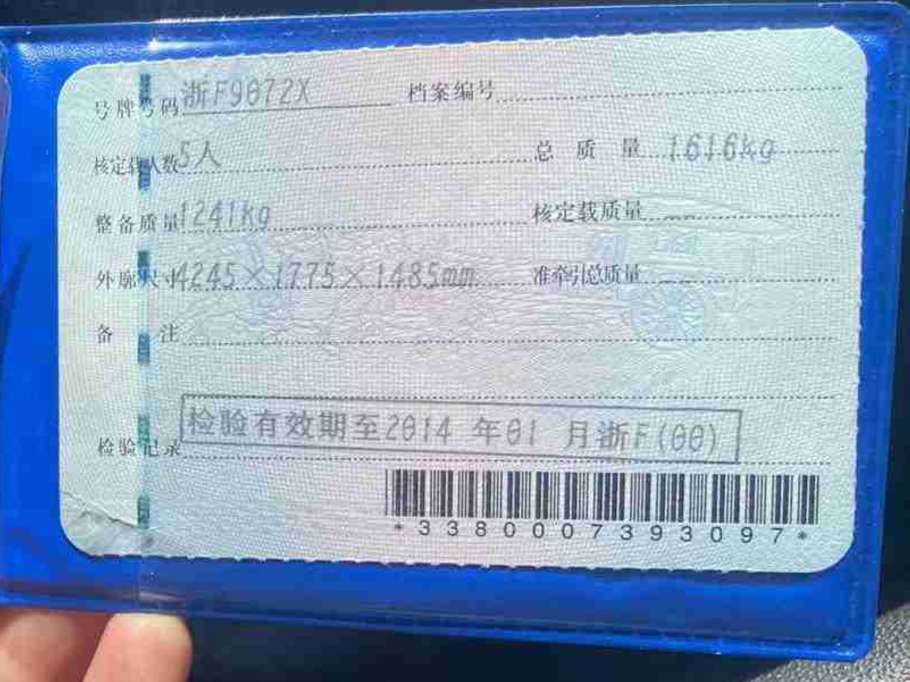 号牌号码 浙F9072X 档案编号
核定载人数 5人 总质量 1616kg
整备质量 1241kg 核定载质量 --
外廓尺寸 4245×1775×1485mm 准牵引总质量 --
备注
检验记录 检验有效期至2014年01月浙F(00)
*3380007393097*